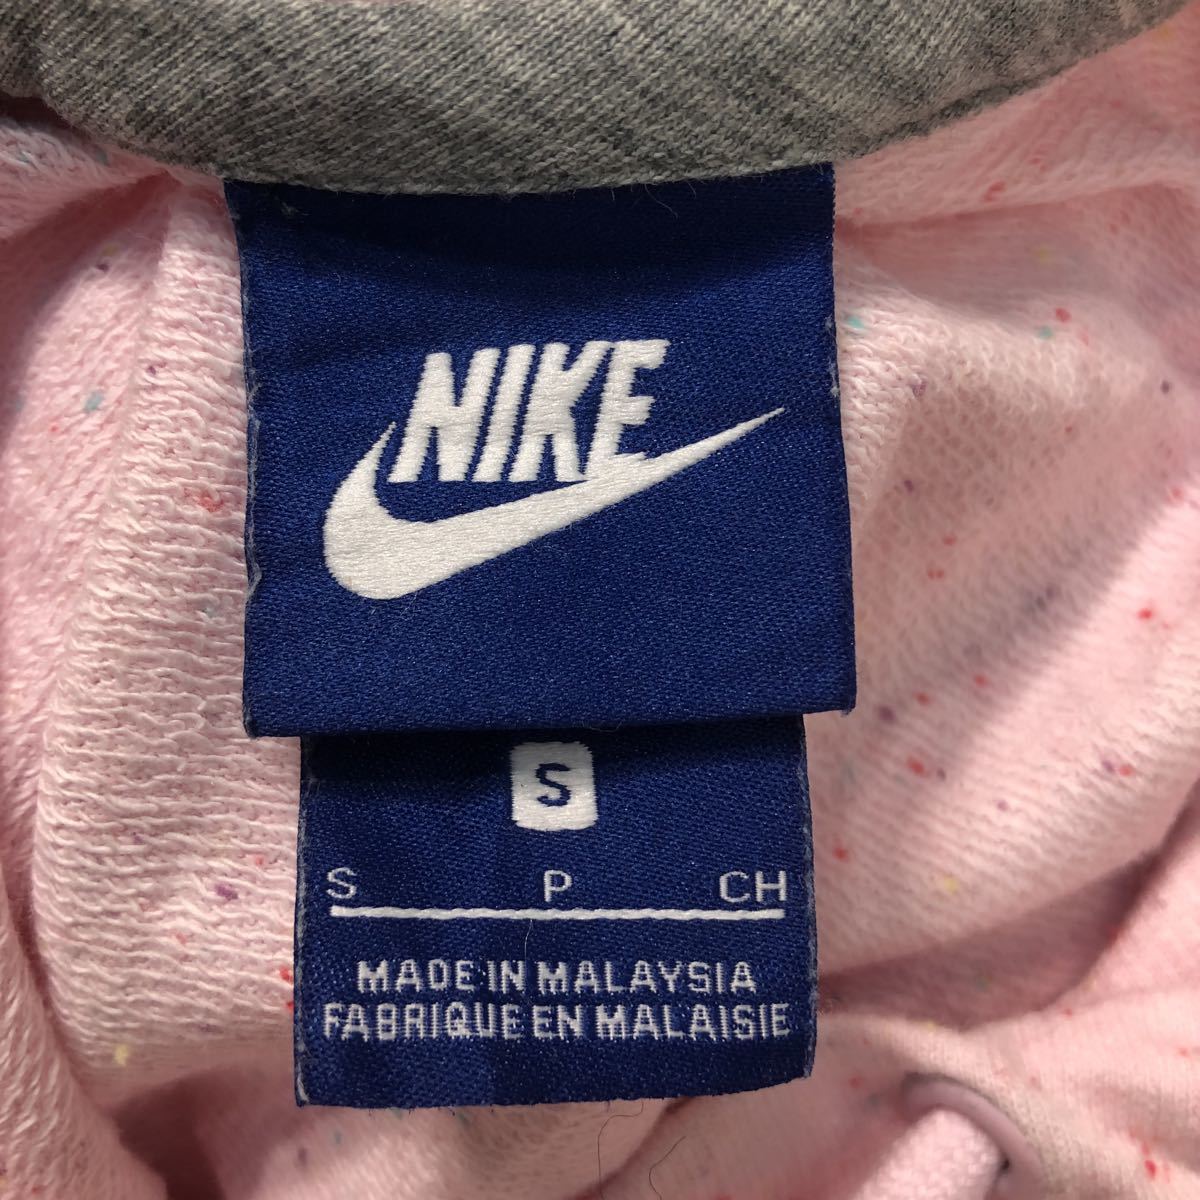 NIKE
S
S P CH
MADE IN MALAYSIA
FABRIQUE EN MALAISIE